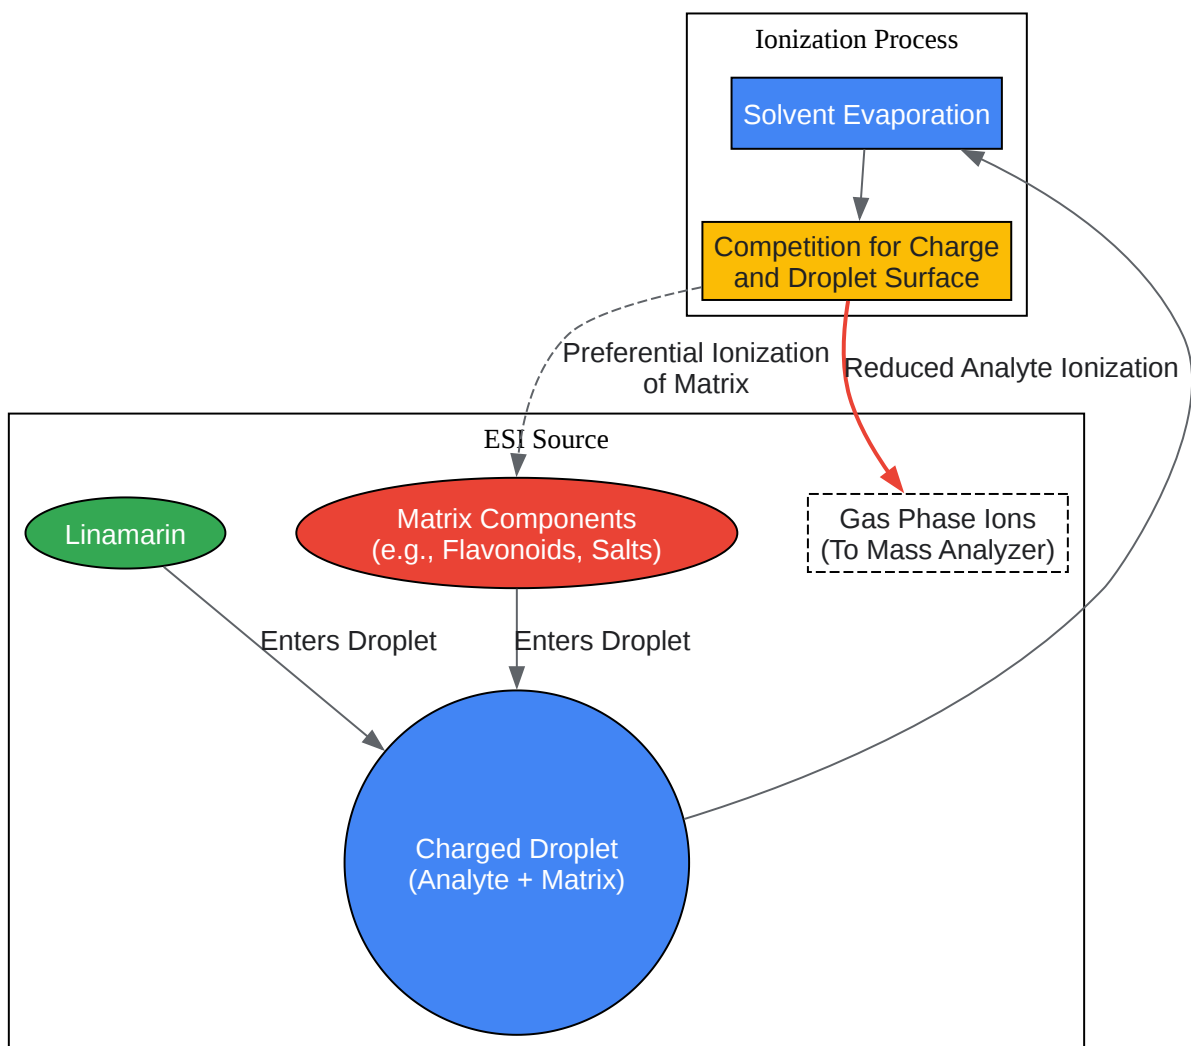 Ionization Process
Solvent Evaporation
Competition for Charge
and Droplet Surface
Preferential Ionization
of Matrix
Reduced Analyte Ionization
ESI Source
Linamarin
Matrix Components
(e.g., Flavonoids, Salts)
Gas Phase Ions
(To Mass Analyzer)
Enters Droplet
Enters Droplet
Charged Droplet
(Analyte + Matrix)